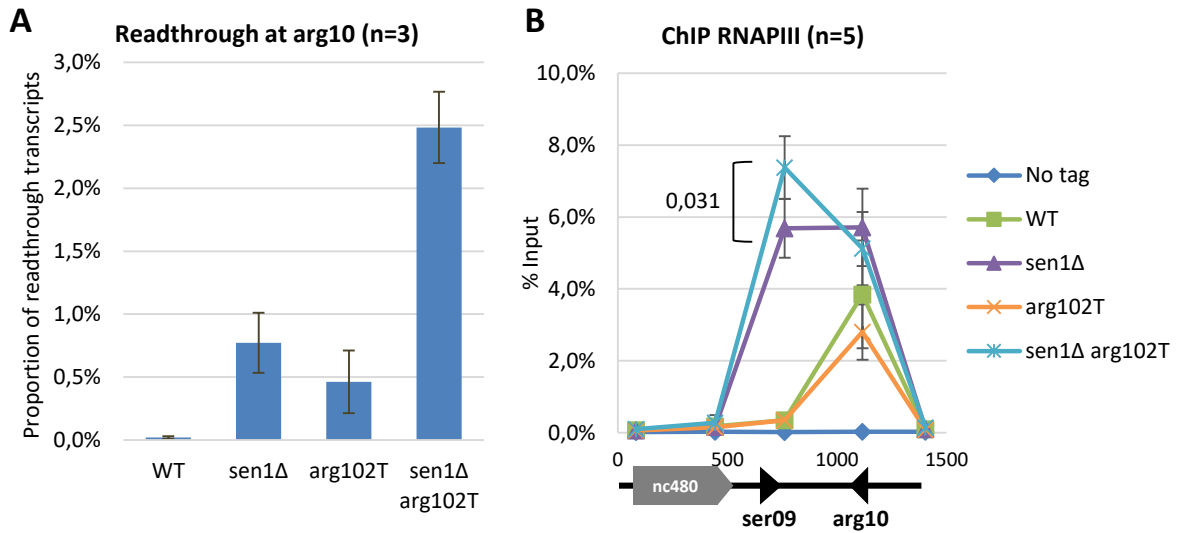 A
Readthrough at arg10 (n=3)
Proportion of readthrough transcripts
3,0%
2,5%
2,0%
1,5%
1,0%
0,5%
0,0%
WT
sen1Δ
arg102T
sen1Δ
arg102T
B
ChIP RNAPIII (n=5)
% Input
10,0%
8,0%
6,0%
4,0%
2,0%
0,0%
0,031
0
500
1000
1500
nc480
ser09
arg10
No tag
WT
sen1Δ
arg102T
sen1Δ arg102T